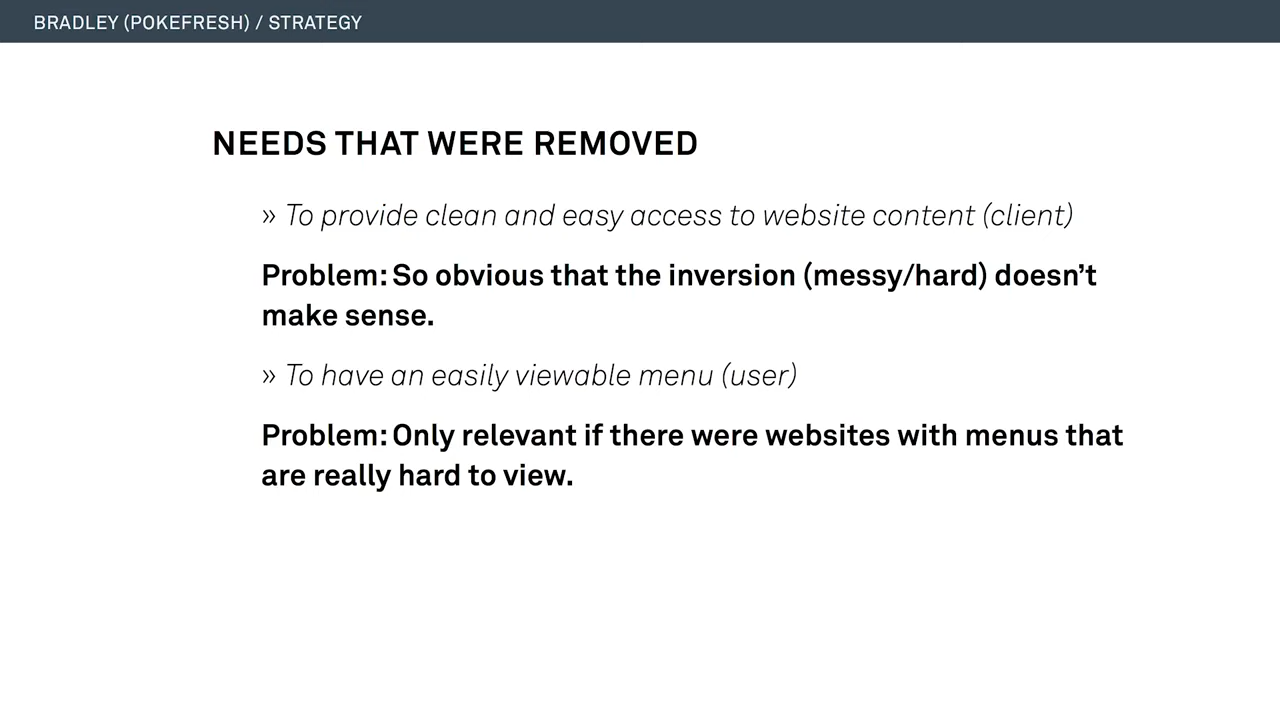 BRADLEY (POKEFRESH) / STRATEGY
NEEDS THAT WERE REMOVED
» To provide clean and easy access to website content (client)
Problem: So obvious that the inversion (messy/hard) doesn’t
make sense.
» To have an easily viewable menu (user)
Problem: Only relevant if there were websites with menus that
are really hard to view.